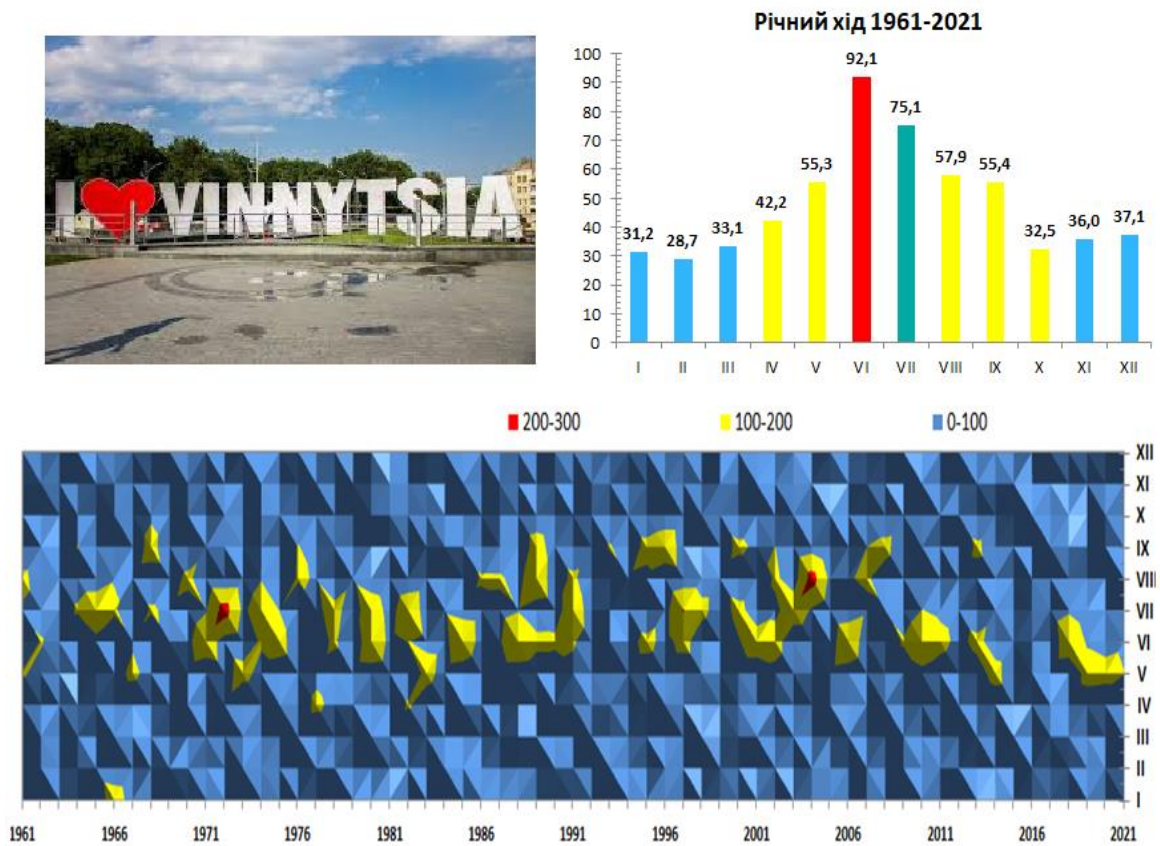 I ❤ VINNYTSIA
Річний хід 1961-2021
100
90
80
70
60
50
40
30
20
10
0
31,2 28,7 33,1 42,2 55,3 92,1 75,1 57,9 55,4 32,5 36,0 37,1
I II III IV V VI VII VIII IX X XI XII
200-300 100-200 0-100
XII
XI
X
IX
VIII
VII
VI
V
IV
III
II
I
1961 1966 1971 1976 1981 1986 1991 1996 2001 2006 2011 2016 2021